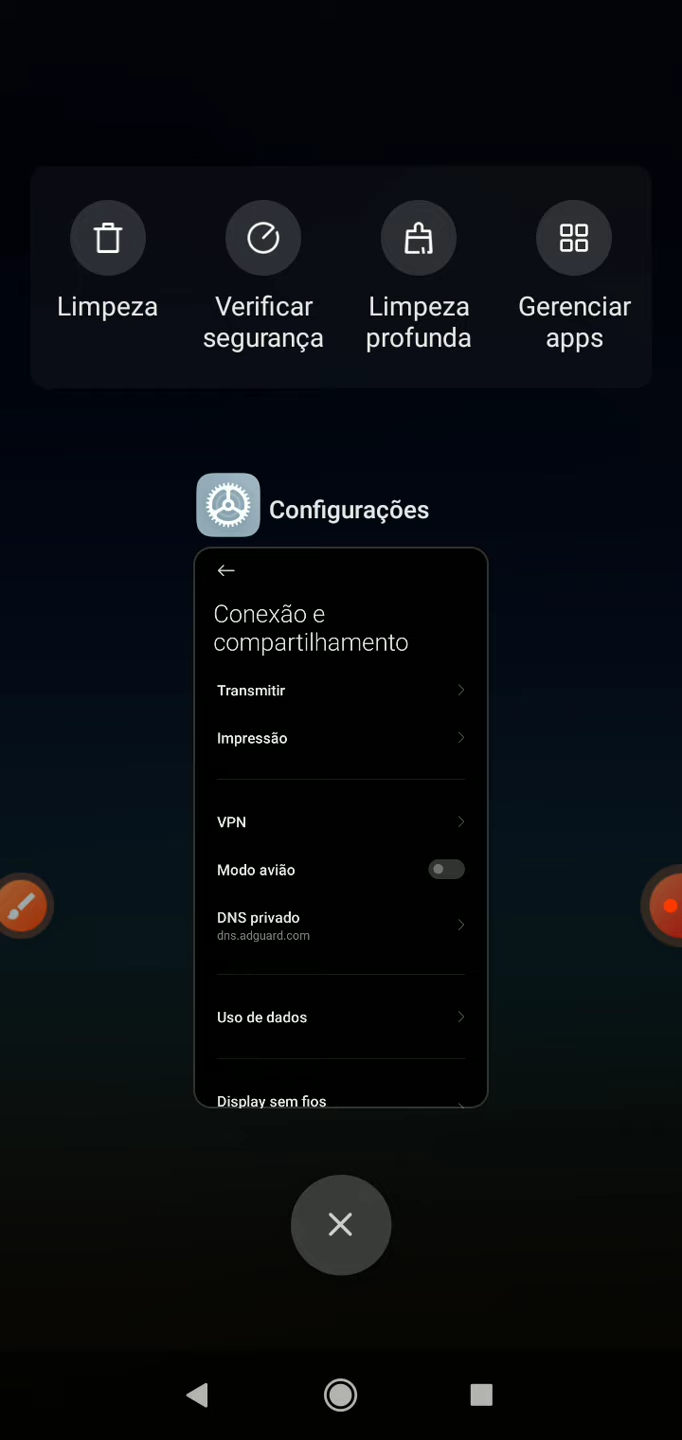 Limpeza
Verificar
segurança
Limpeza
profunda
Gerenciar
apps
Configurações
Conexão e
compartilhamento
Transmitir
Impressão
VPN
Modo avião
DNS privado
dns.adguard.com
Uso de dados
Display sem fios